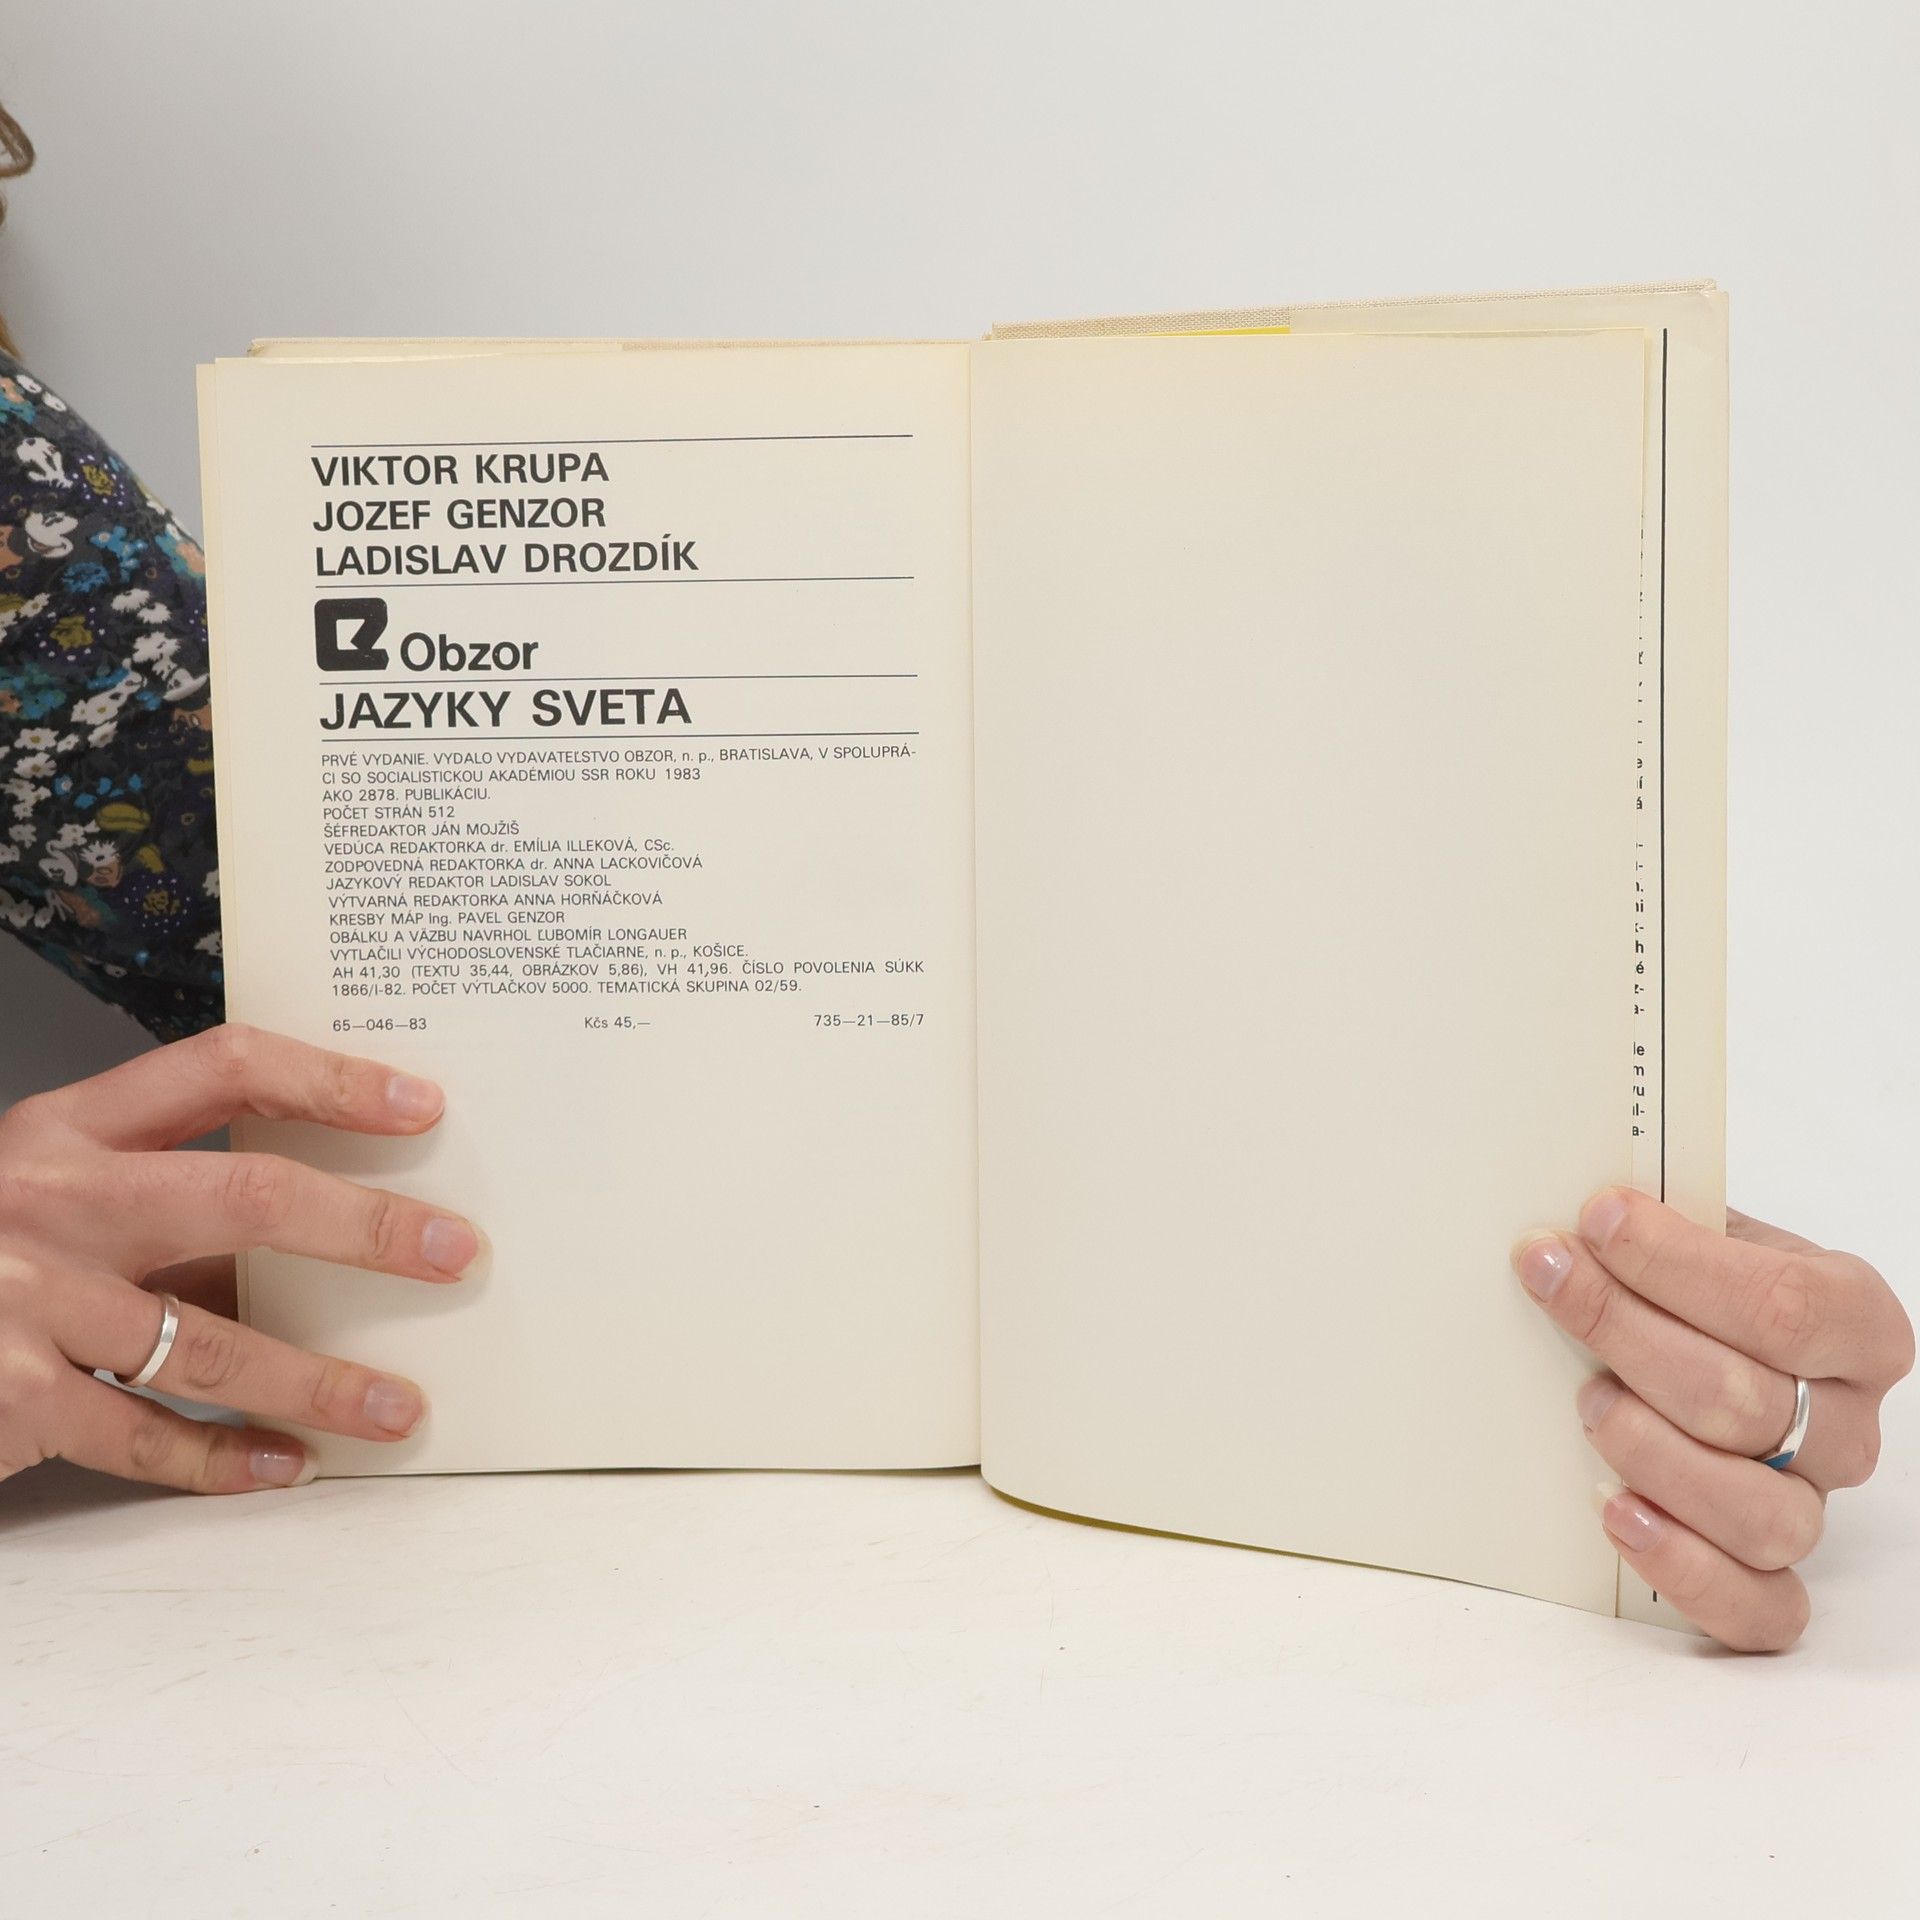 VIKTOR KRUPA
JOZEF GENZOR
LADISLAV DROZDÍK
Obzor
JAZYKY SVETA
PRVÉ VYDANIE. VYDALO VYDAVATEĽSTVO OBZOR, n. p., BRATISLAVA, V SPOLUPRÁ-
CI SO SOCIALISTICKOU AKADÉMIOU SSR ROKU 1983
AKO 2878. PUBLIKÁCIU.
POČET STRÁN 512
ŠÉFREDAKTOR JÁN MOJŽIŠ
VEDÚCA REDAKTORKA dr. EMÍLIA ILLEKOVÁ, CSc.
ZODPOVEDNÁ REDAKTORKA dr. ANNA LACKOVIČOVÁ
JAZYKOVÝ REDAKTOR LADISLAV SOKOL
VÝTVARNÁ REDAKTORKA ANNA HORŇÁČKOVÁ
KRESBY MÁP Ing. PAVEL GENZOR
OBÁLKU A VÄZBU NAVRHOL ĽUBOMÍR LONGAUER
VYTLAČILI VÝCHODOSLOVENSKÉ TLAČIARNE, n. p., KOŠICE.
AH 41,30 (TEXTU 35,44, OBRÁZKOV 5,86), VH 41,96. ČÍSLO POVOLENIA SÚKK
1866/I-82. POČET VÝTLAČKOV 5000. TEMATICKÁ SKUPINA 02/59.
65—046—83 Kčs 45,— 735—21—85/7